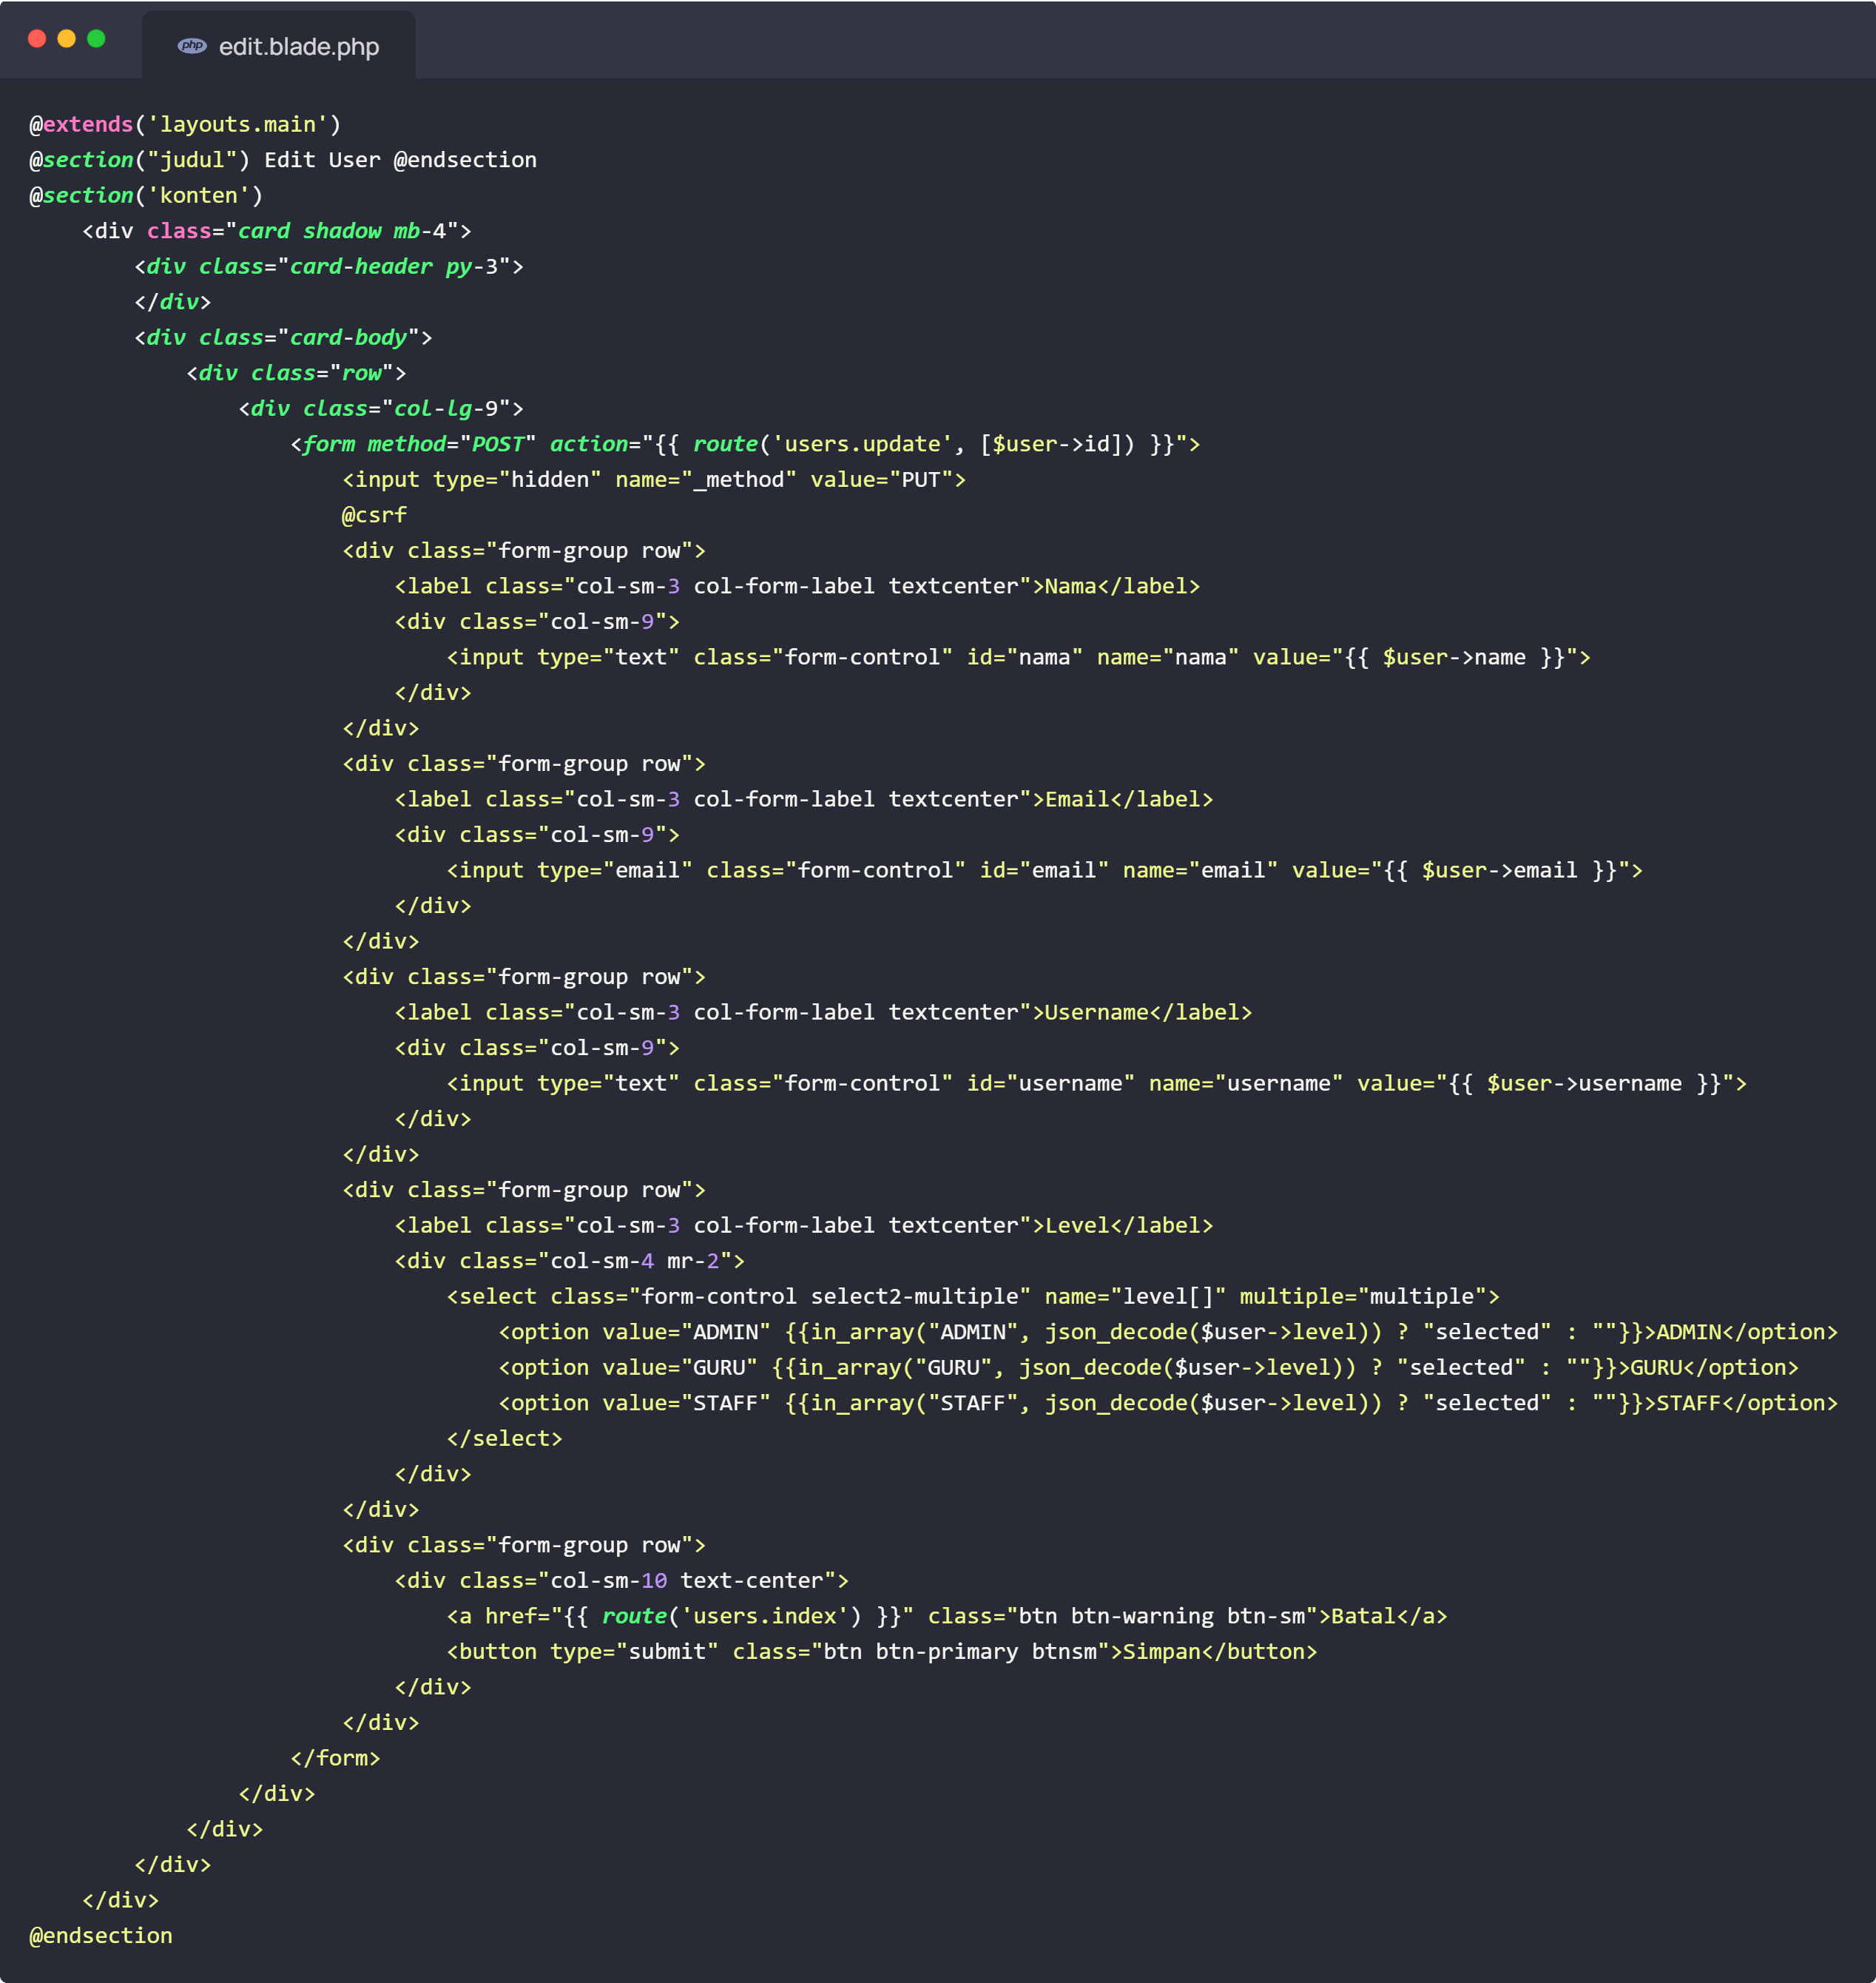 php edit.blade.php
@extends('layouts.main')
@section("judul") Edit User @endsection
@section('konten')
    <div class="card shadow mb-4">
        <div class="card-header py-3">
        </div>
        <div class="card-body">
            <div class="row">
                <div class="col-lg-9">
                    <form method="POST" action="{{ route('users.update', [$user->id]) }}">
                        <input type="hidden" name="_method" value="PUT">
                        @csrf
                        <div class="form-group row">
                            <label class="col-sm-3 col-form-label textcenter">Nama</label>
                            <div class="col-sm-9">
                                <input type="text" class="form-control" id="nama" name="nama" value="{{ $user->name }}">
                            </div>
                        </div>
                        <div class="form-group row">
                            <label class="col-sm-3 col-form-label textcenter">Email</label>
                            <div class="col-sm-9">
                                <input type="email" class="form-control" id="email" name="email" value="{{ $user->email }}">
                            </div>
                        </div>
                        <div class="form-group row">
                            <label class="col-sm-3 col-form-label textcenter">Username</label>
                            <div class="col-sm-9">
                                <input type="text" class="form-control" id="username" name="username" value="{{ $user->username }}">
                            </div>
                        </div>
                        <div class="form-group row">
                            <label class="col-sm-3 col-form-label textcenter">Level</label>
                            <div class="col-sm-4 mr-2">
                                <select class="form-control select2-multiple" name="level[]" multiple="multiple">
                                    <option value="ADMIN" {{in_array("ADMIN", json_decode($user->level)) ? "selected" : ""}}>ADMIN</option>
                                    <option value="GURU" {{in_array("GURU", json_decode($user->level)) ? "selected" : ""}}>GURU</option>
                                    <option value="STAFF" {{in_array("STAFF", json_decode($user->level)) ? "selected" : ""}}>STAFF</option>
                                </select>
                            </div>
                        </div>
                        <div class="form-group row">
                            <div class="col-sm-10 text-center">
                                <a href="{{ route('users.index') }}" class="btn btn-warning btn-sm">Batal</a>
                                <button type="submit" class="btn btn-primary btnsm">Simpan</button>
                            </div>
                        </div>
                    </form>
                </div>
            </div>
        </div>
    </div>
@endsection